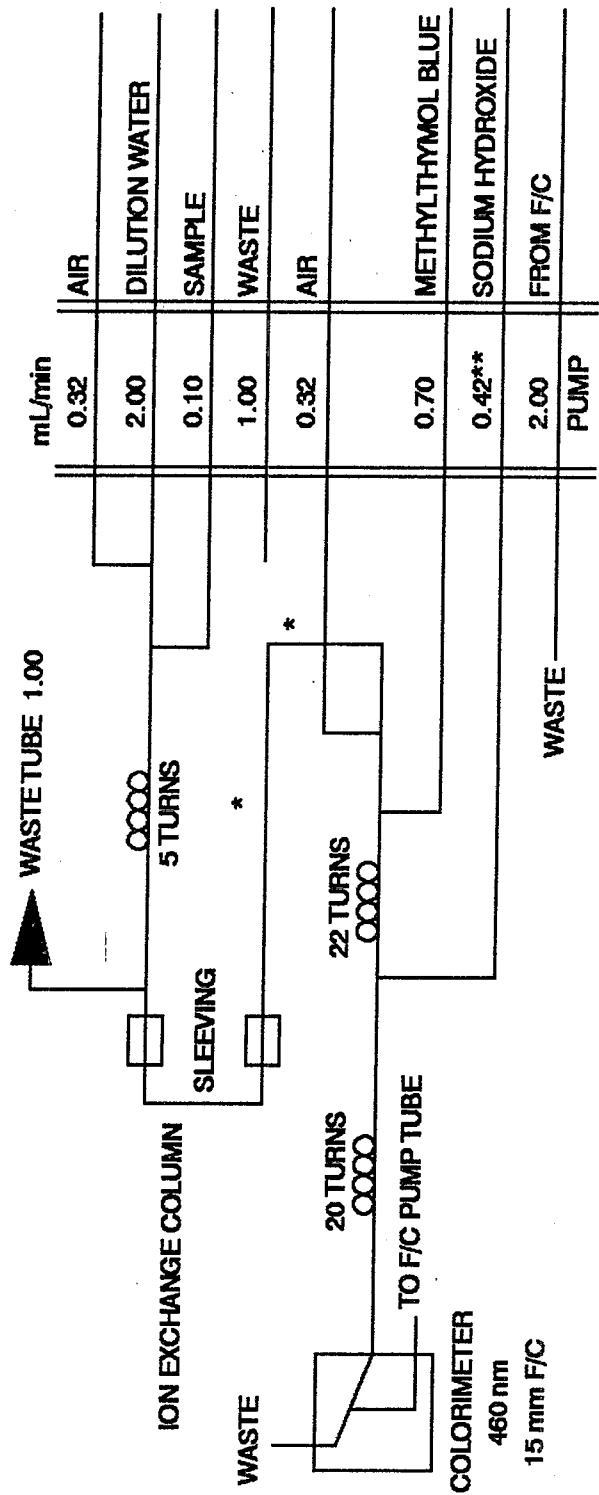 mL/min
0.32 AIR
2.00 DILUTION WATER
0.10 SAMPLE
1.00 WASTE
0.32 AIR
0.70 METHYLTHYMOL BLUE
0.42** SODIUM HYDROXIDE
2.00 FROM F/C
PUMP
WASTE TUBE 1.00
5 TURNS
SLEEVING
ION EXCHANGE COLUMN
*
*
22 TURNS
20 TURNS
WASTE
TO F/C PUMP TUBE
WASTE
COLORIMETER
460 nm
15 mm F/C